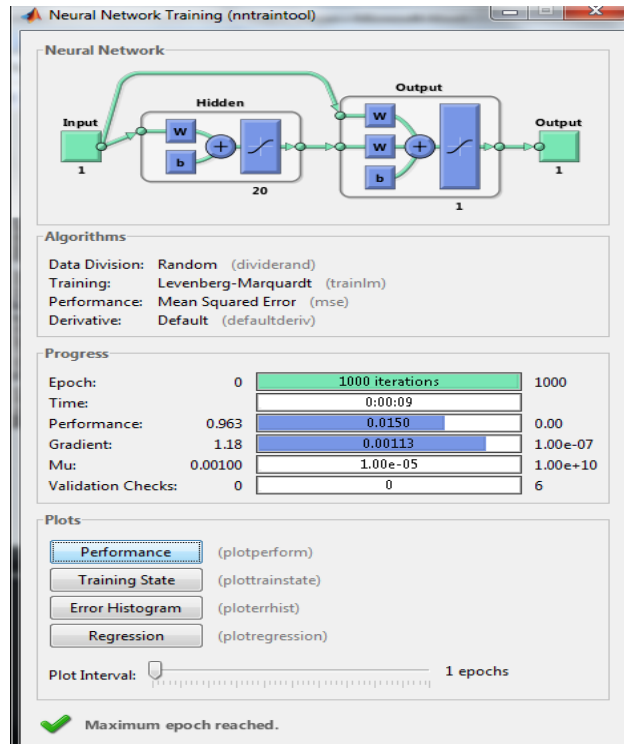 Neural Network Training (nntraintool)
Neural Network
Hidden
Output
Input
W
b
+
W
W
b
+
Output
1
20
1
1
Algorithms
Data Division: Random (dividerand)
Training: Levenberg-Marquardt (trainlm)
Performance: Mean Squared Error (mse)
Derivative: Default (defaultderiv)
Progress
Epoch: 0 1000 iterations 1000
Time: 0:00:09
Performance: 0.963 0.0150 0.00
Gradient: 1.18 0.00113 1.00e-07
Mu: 0.00100 1.00e-05 1.00e+10
Validation Checks: 0 0 6
Plots
Performance (plotperform)
Training State (plottrainstate)
Error Histogram (ploterrhist)
Regression (plotregression)
Plot Interval: 1 epochs
Maximum epoch reached.